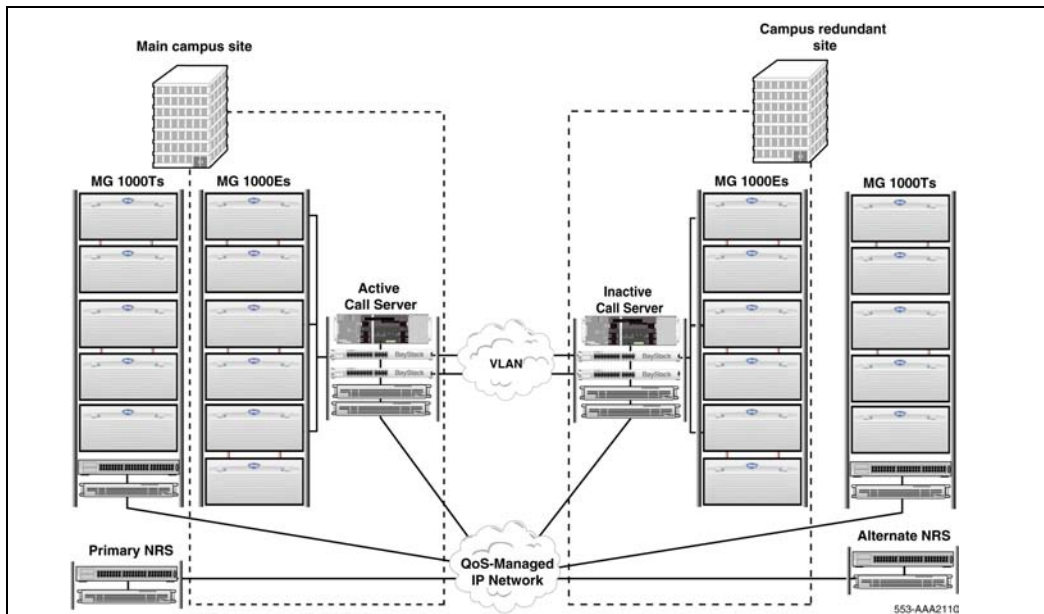 Main campus site
Campus redundant
site
MG 1000Ts
MG 1000Es
MG 1000Es
MG 1000Ts
Active
Call Server
Inactive
Call Server
BayStack
BayStack
VLAN
BayStack
BayStack
Primary NRS
QoS-Managed
IP Network
Alternate NRS
553-AAA2110